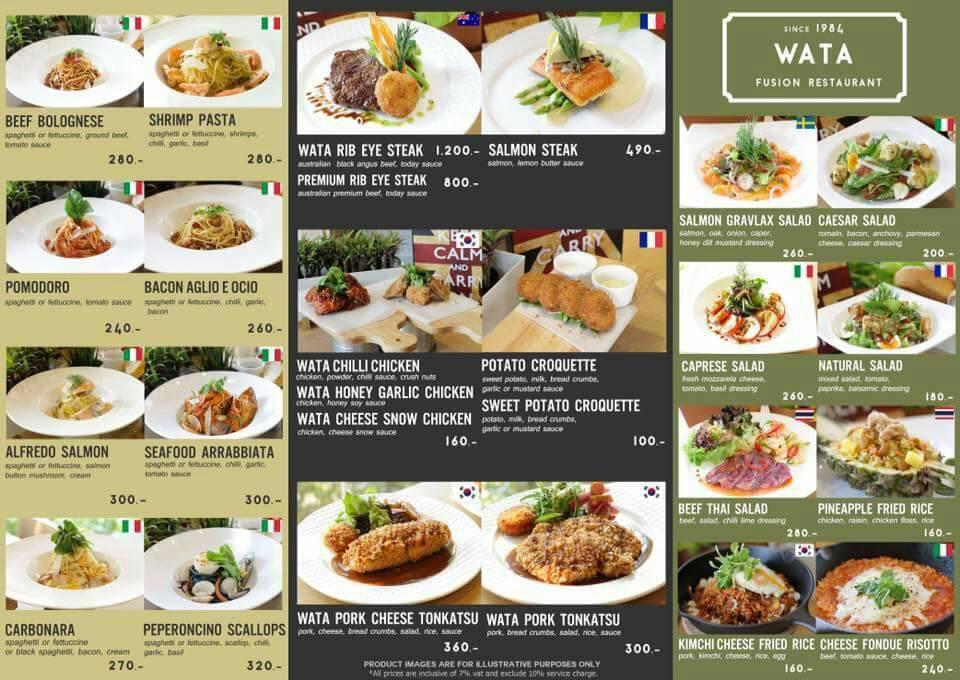 BEEF BOLOGNESE
spaghetti or fettuccine, ground beef,
tomato sauce
280.-
SHRIMP PASTA
spaghetti or fettuccine, shrimps,
chilli, garlic, basil
280.-
POMODORO
spaghetti or fettuccine, tomato sauce
240.-
BACON AGLIO E OCIO
spaghetti or fettuccine, chilli, garlic,
bacon
260.-
ALFREDO SALMON
spaghetti or fettuccine, salmon
button mushroom, cream
300.-
SEAFOOD ARRABBIATA
spaghetti or fettuccine, chilli, garlic,
tomato sauce
300.-
CARBONARA
spaghetti or fettuccine
or black spaghetti, bacon, cream
270.-
PEPERONCINO SCALLOPS
spaghetti or fettuccine, scallop, chilli,
garlic, basil
320.-
WATA RIB EYE STEAK 1.200.-
australian black angus beef, today sauce
PREMIUM RIB EYE STEAK 800.-
australian premium beef, today sauce
SALMON STEAK 490.-
salmon, lemon butter sauce
KEEP
CALM
AND
CARRY
CALM
AND
CARRY
WATA CHILLI CHICKEN
chicken, powder, chilli sauce, crush nuts
WATA HONEY GARLIC CHICKEN
chicken, honey soy sauce
WATA CHEESE SNOW CHICKEN
chicken, cheese snow sauce
160.-
POTATO CROQUETTE
sweet potato, milk, bread crumbs,
garlic or mustard sauce
SWEET POTATO CROQUETTE
potato, milk, bread crumbs,
garlic or mustard sauce
100.-
WATA PORK CHEESE TONKATSU
pork, cheese, bread crumbs, salad, rice, sauce
360.-
WATA PORK TONKATSU
pork, bread crumbs, salad, rice, sauce
300.-
PRODUCT IMAGES ARE FOR ILLUSTRATIVE PURPOSES ONLY
*All prices are inclusive of 7% vat and exclude 10% service charge.
SINCE 1984
WATA
FUSION RESTAURANT
SALMON GRAVLAX SALAD
salmon, oak, onion, caper,
honey dill mustard dressing
260.-
CAESAR SALAD
romain, bacon, anchovy, parmesan
cheese, caesar dressing
200.-
CAPRESE SALAD
fresh mozzarela cheese,
tomato, basil dressing
260.-
NATURAL SALAD
mixed salad, tomato,
paprika, balsamic dressing
180.-
BEEF THAI SALAD
beef, salad, chilli lime dressing
280.-
PINEAPPLE FRIED RICE
chicken, raisin, chicken floss, rice
160.-
KIMCHI CHEESE FRIED RICE
pork, kimchi, cheese, rice, egg
160.-
CHEESE FONDUE RISOTTO
beef, tomato sauce, cheese, rice
240.-